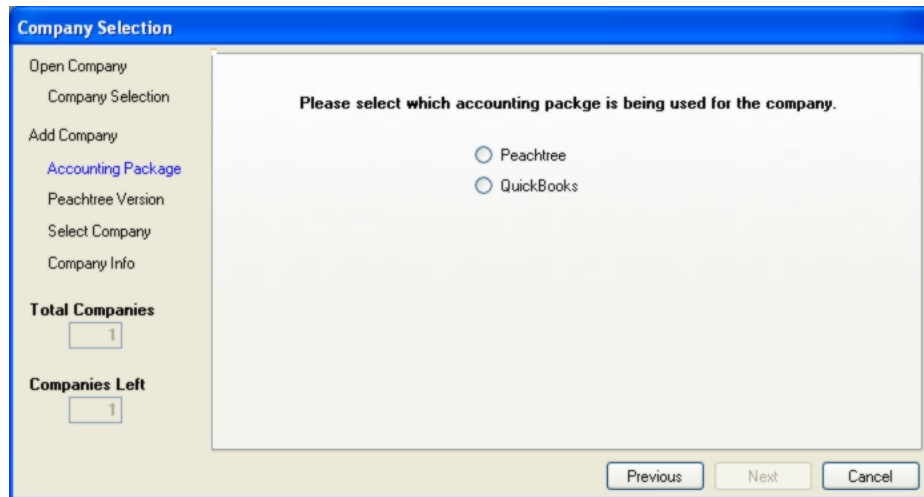 Company Selection
Open Company
Company Selection
Add Company
Accounting Package
Peachtree Version
Select Company
Company Info
Total Companies
1
Companies Left
1
Please select which accounting packge is being used for the company.
Peachtree
QuickBooks
Previous
Next
Cancel